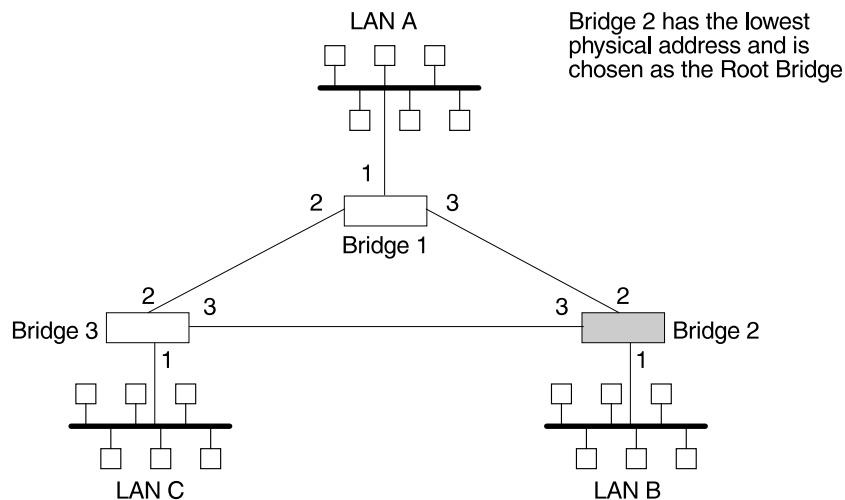 LAN A
Bridge 2 has the lowest
physical address and is
chosen as the Root Bridge
1
2
3
Bridge 1
2
3
3
2
Bridge 3
Bridge 2
1
1
LAN C
LAN B